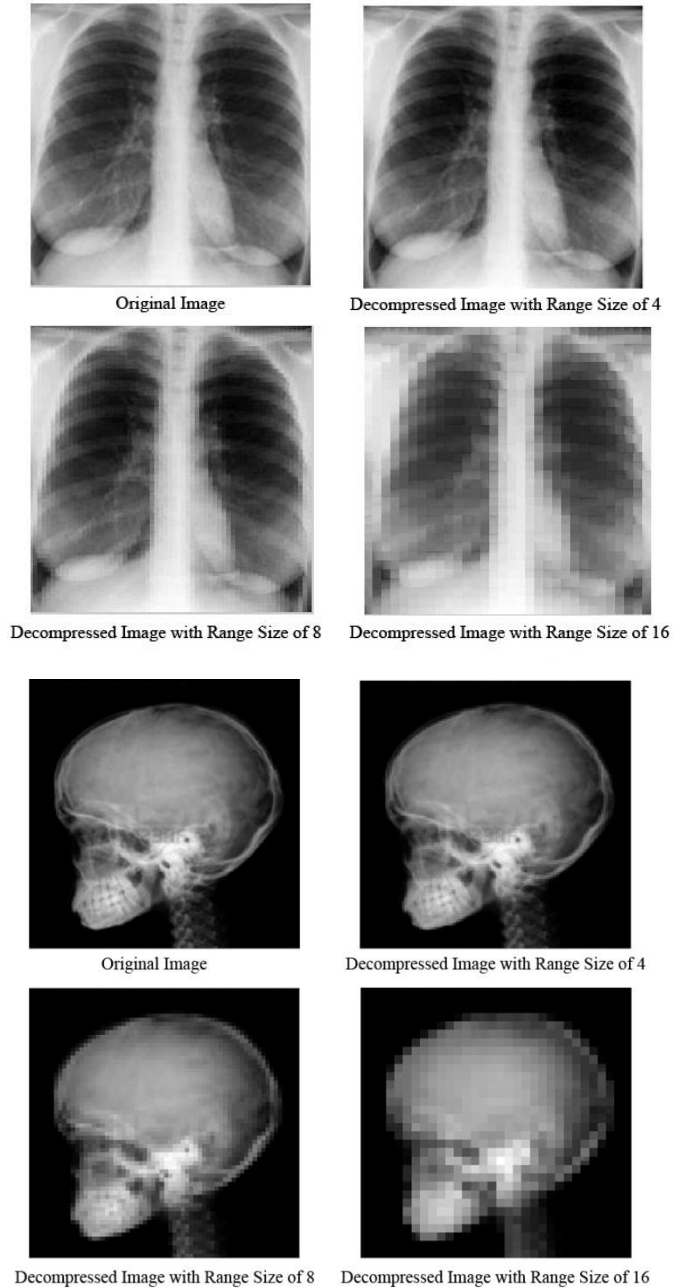 Original Image
Decompressed Image with Range Size of 4
Decompressed Image with Range Size of 8
Decompressed Image with Range Size of 16
Original Image
Decompressed Image with Range Size of 4
Decompressed Image with Range Size of 8
Decompressed Image with Range Size of 16